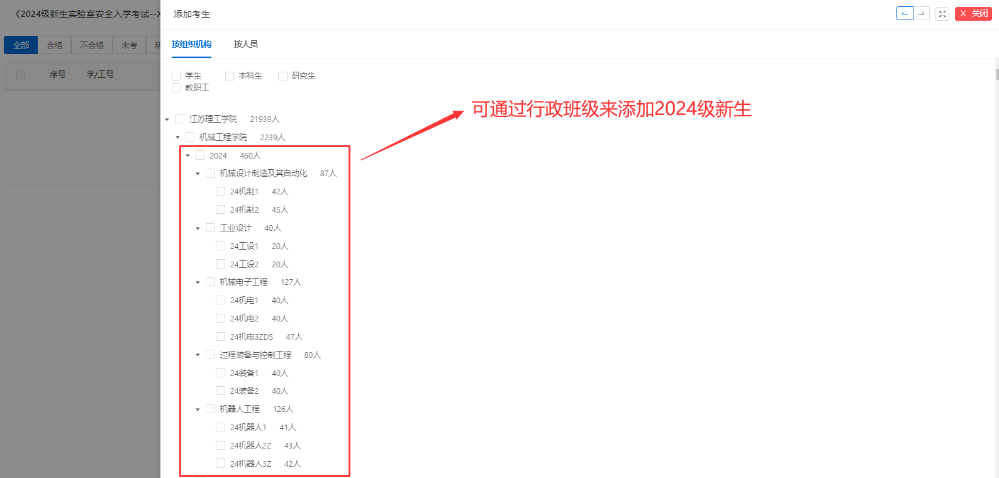 《2024级新生实验室安全入学考试--X
添加考生
X 关闭
全部 合格 不合格 未考 所
按组织机构 按人员
序号 学/工号
学生 本科生 研究生
教职工
可通过行政班级来添加2024级新生
江苏理工学院 21939人
机械工程学院 2239人
2024 460人
机械设计制造及其自动化 87人
24机制1 42人
24机制2 45人
工业设计 40人
24工设1 20人
24工设2 20人
机械电子工程 127人
24机电1 40人
24机电2 40人
24机电3ZDS 47人
过程装备与控制工程 80人
24装备1 40人
24装备2 40人
机器人工程 126人
24机器人1 41人
24机器人2Z 43人
24机器人3Z 42人